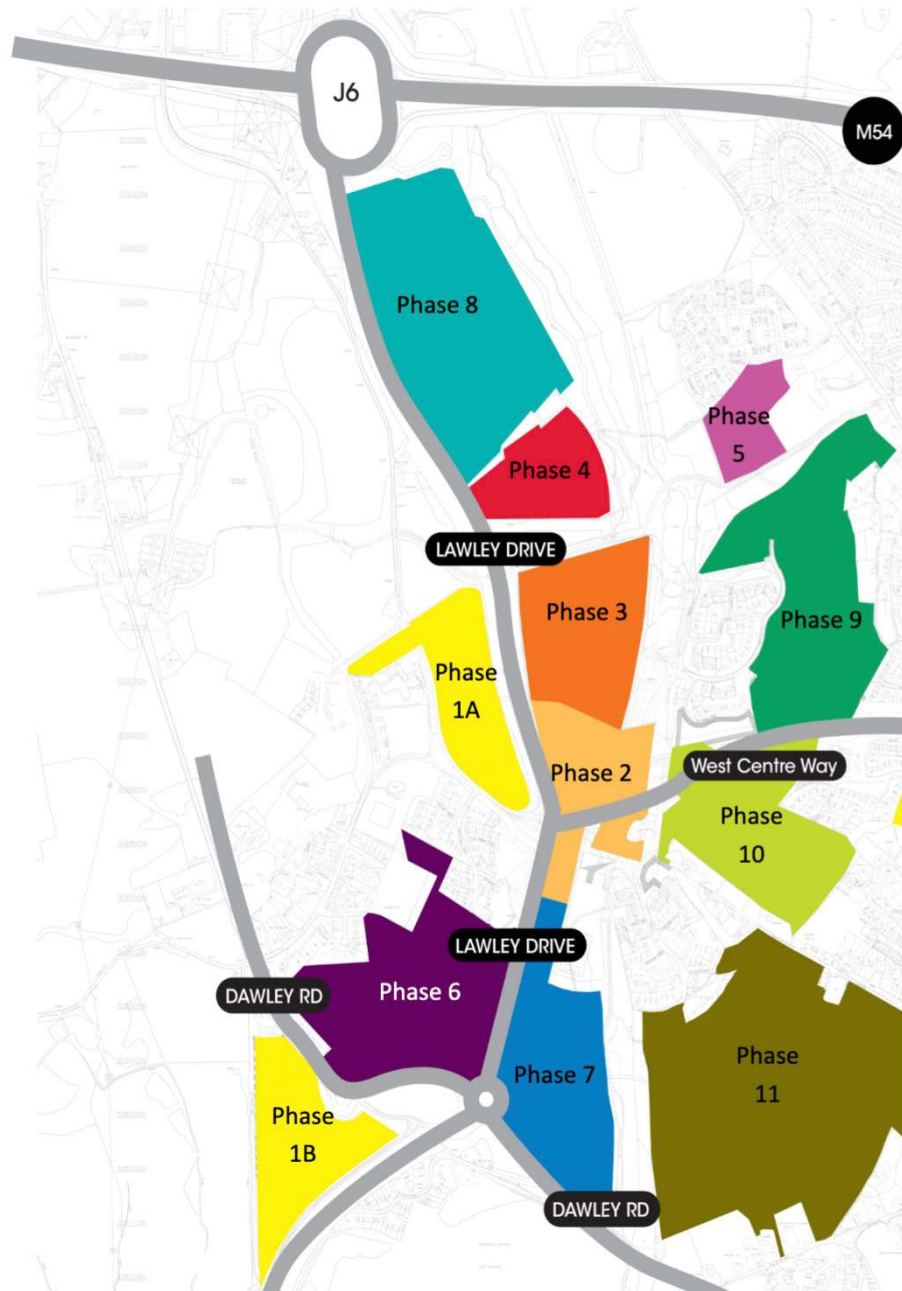 J6
M54
Phase 8
Phase
5
Phase 4
LAWLEY DRIVE
Phase 3
Phase 9
Phase
1A
Phase 2
West Centre Way
Phase
10
LAWLEY DRIVE
Phase 6
DAWLEY RD
Phase
11
Phase 7
Phase
1B
DAWLEY RD